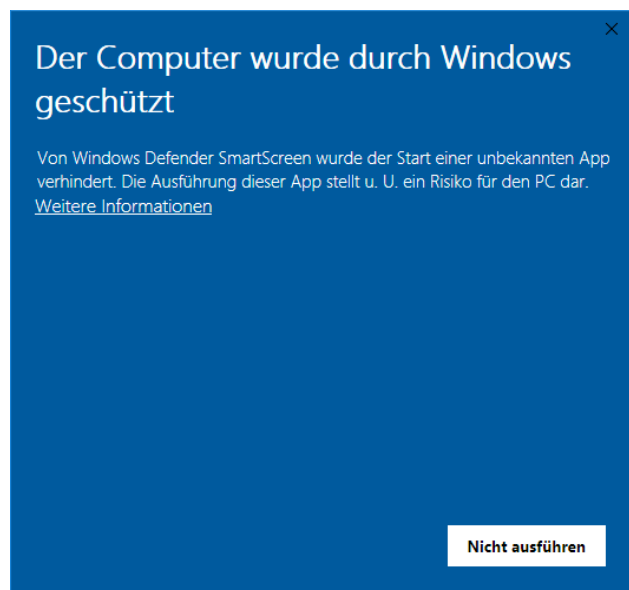 Der Computer wurde durch Windows
geschützt
Von Windows Defender SmartScreen wurde der Start einer unbekannten App
verhindert. Die Ausführung dieser App stellt u. U. ein Risiko für den PC dar.
Weitere Informationen
Nicht ausführen